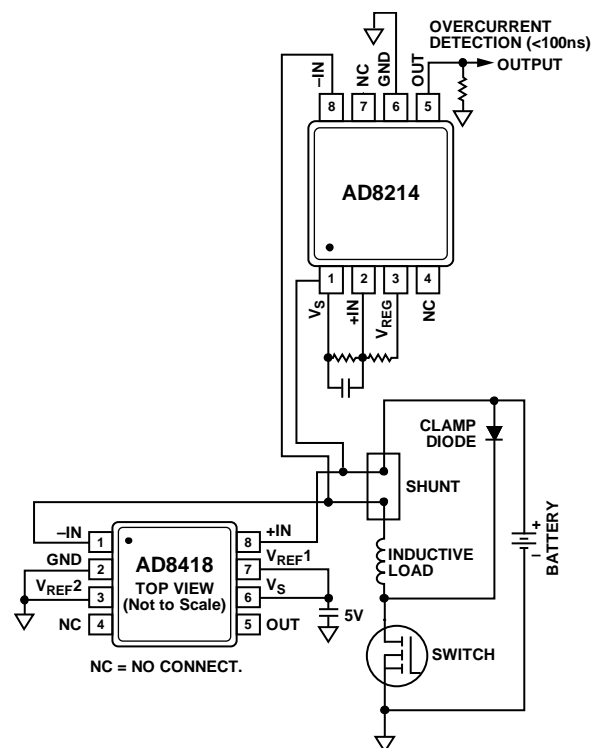 OVERCURRENT
DETECTION (<100ns)
OUTPUT
–IN
NC
GND
OUT
8
7
6
5
AD8214
1
2
3
4
VS
+IN
VREG
NC
CLAMP
DIODE
SHUNT
BATTERY
+
–
INDUCTIVE
LOAD
SWITCH
–IN
GND
VREF2
NC
1
2
3
4
AD8418
TOP VIEW
(Not to Scale)
8
7
6
5
+IN
VREF1
VS
OUT
5V
NC = NO CONNECT.